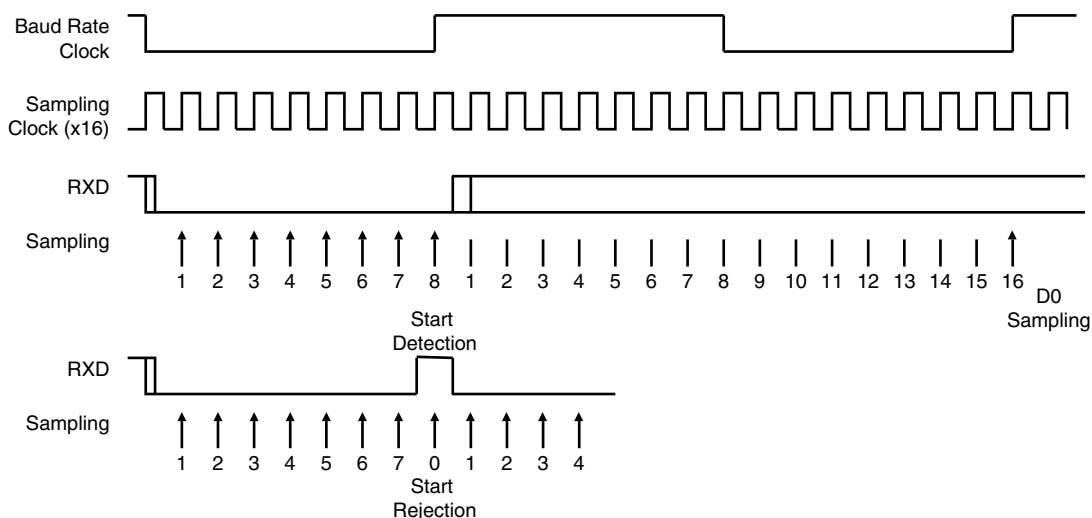 Baud Rate
Clock
Sampling
Clock (x16)
RXD
Sampling
1 2 3 4 5 6 7 8 1 2 3 4 5 6 7 8 9 10 11 12 13 14 15 16
D0
Sampling
Start
Detection
RXD
Sampling
1 2 3 4 5 6 7 0 1 2 3 4
Start
Rejection